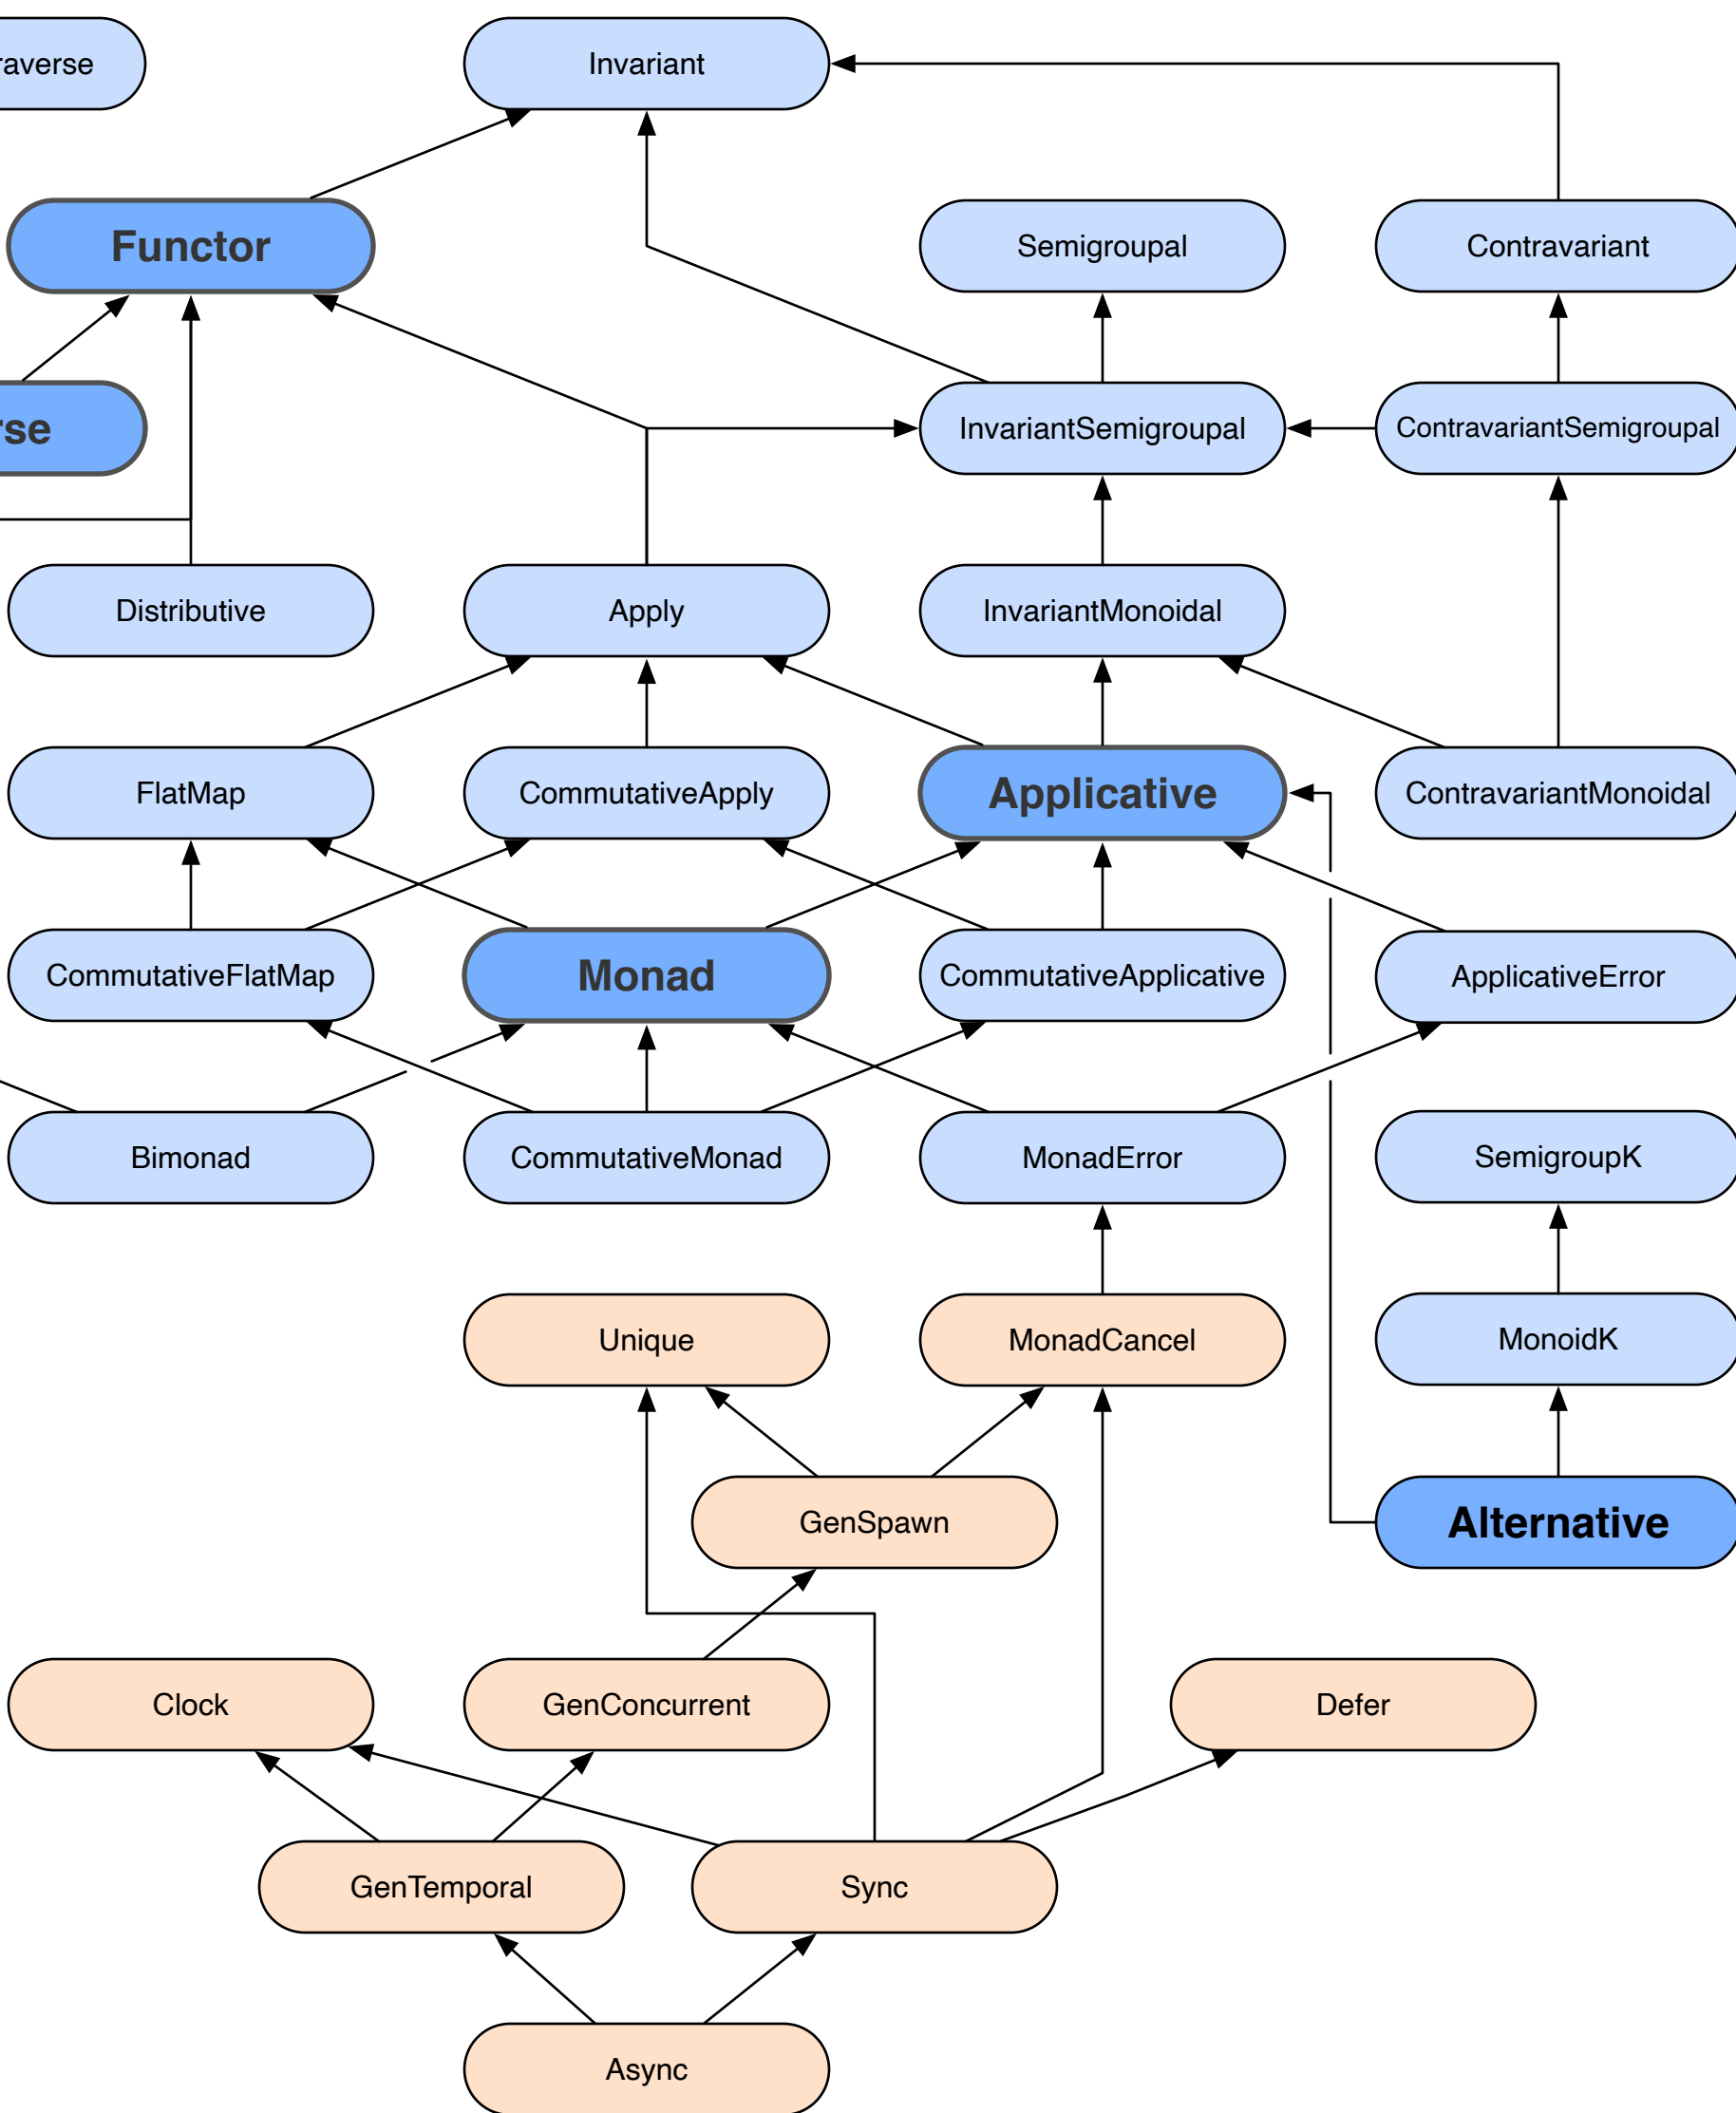 raverse
Invariant
Functor
Semigroupal
Contravariant
rse
InvariantSemigroupal
ContravariantSemigroupal
Distributive
Apply
InvariantMonoidal
FlatMap
CommutativeApply
Applicative
ContravariantMonoidal
CommutativeFlatMap
Monad
CommutativeApplicative
ApplicativeError
Bimonad
CommutativeMonad
MonadError
SemigroupK
Unique
MonadCancel
MonoidK
GenSpawn
Alternative
Clock
GenConcurrent
Defer
GenTemporal
Sync
Async